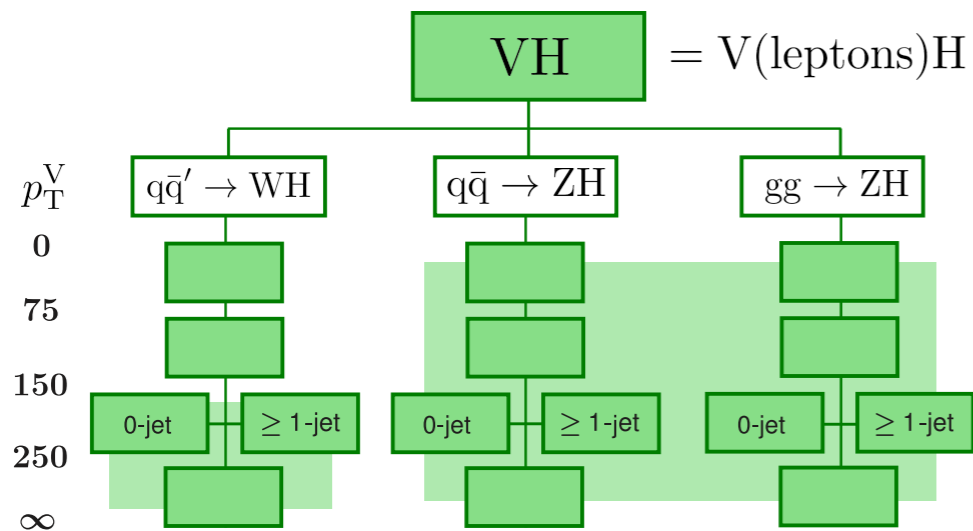 VH = V(leptons)H
p_T^V qq̄′ → WH qq̄ → ZH gg → ZH
0
75
150
0-jet ≥ 1-jet 0-jet ≥ 1-jet 0-jet ≥ 1-jet
250
∞